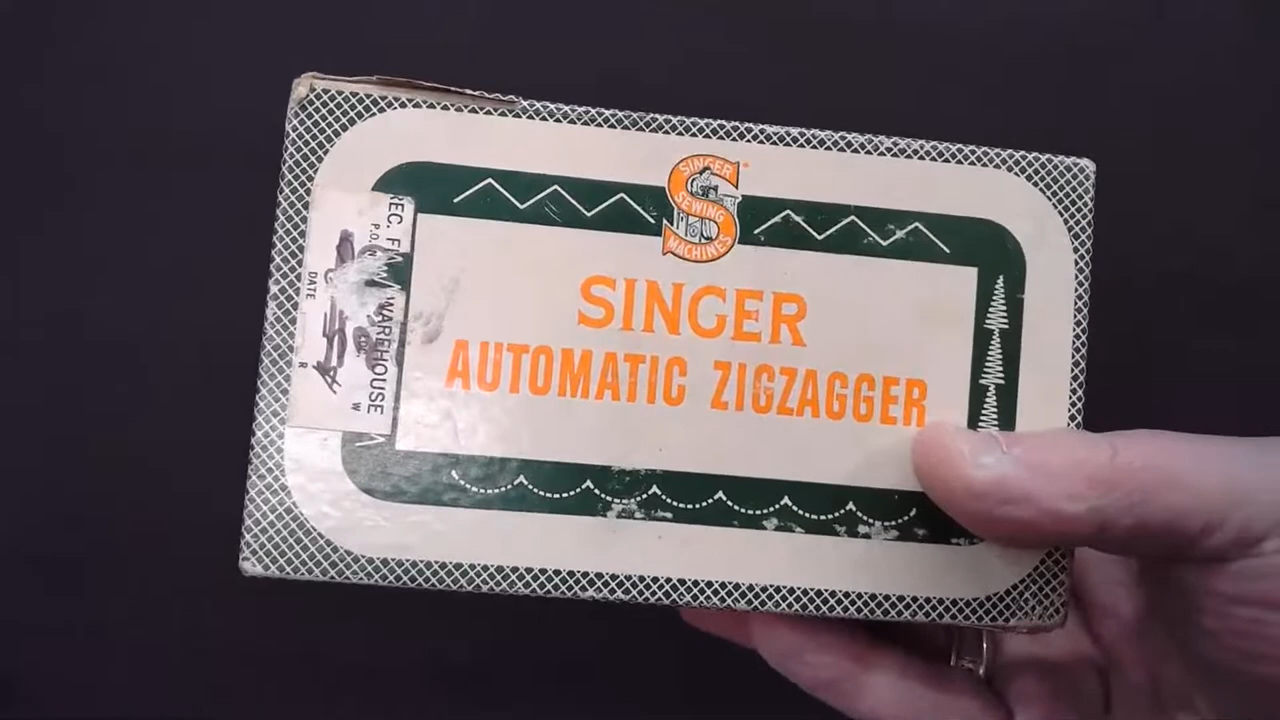 SINGER
SEWING
MACHINES
SINGER
AUTOMATIC ZIGZAGGER
REC.
P.O.
WAREHOUSE
DATE
R
W